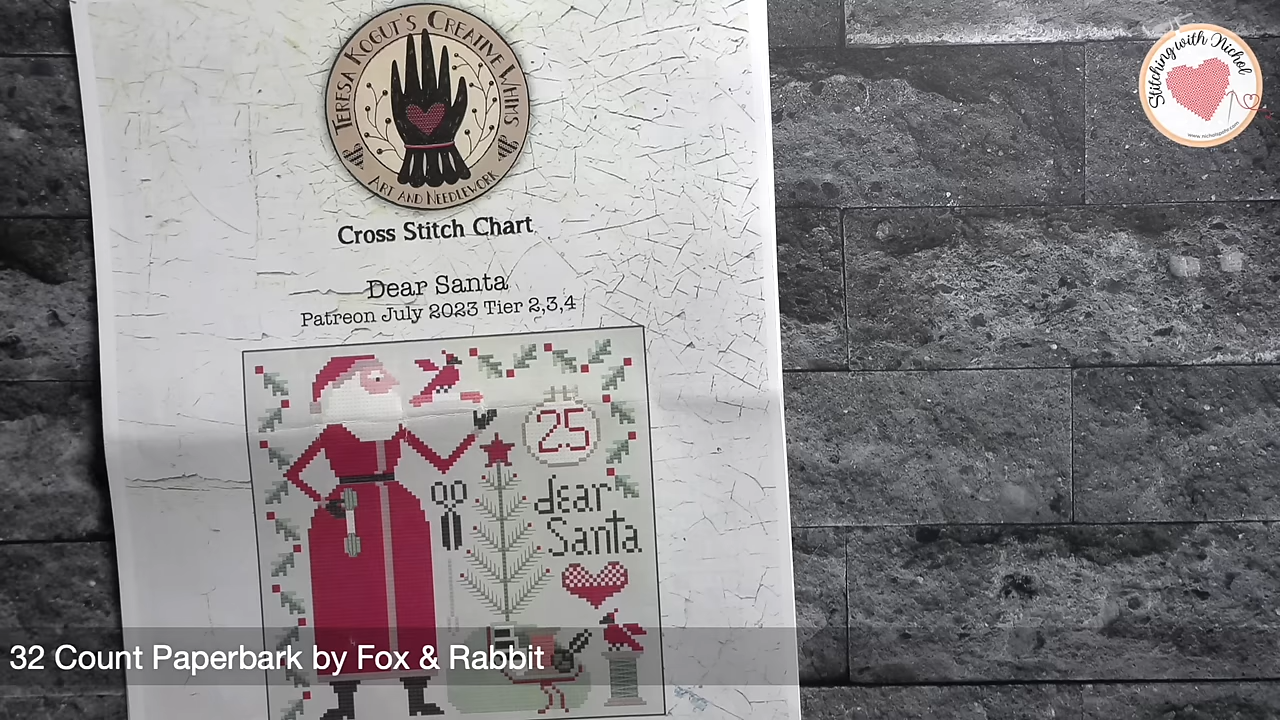 TERESA KOGUT'S CREATIVE WHIMS
ART AND NEEDLEWORK
Cross Stitch Chart
Dear Santa
Patreon July 2023 Tier 2,3,4
25
dear
Santa
Stitching with Nichol
32 Count Paperbark by Fox & Rabbit